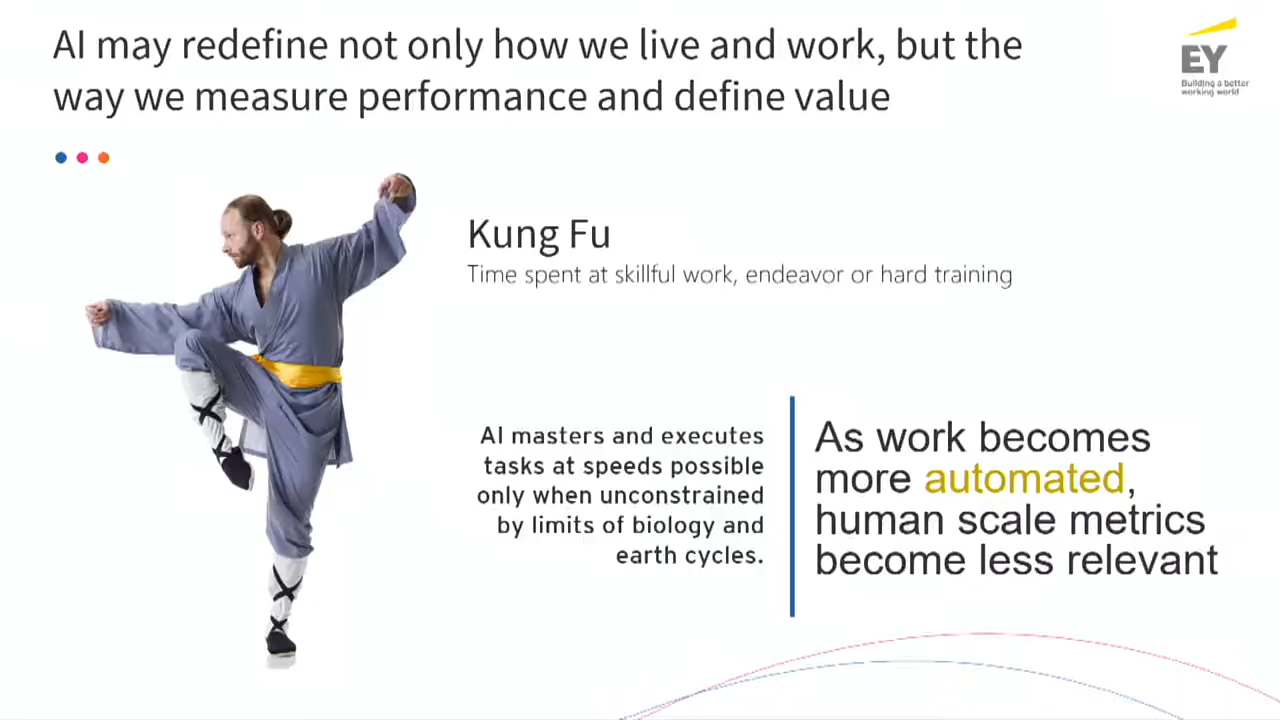 AI may redefine not only how we live and work, but the
way we measure performance and define value
EY
Building a better
working world
Kung Fu
Time spent at skillful work, endeavor or hard training
AI masters and executes
tasks at speeds possible
only when unconstrained
by limits of biology and
earth cycles.
As work becomes
more automated,
human scale metrics
become less relevant